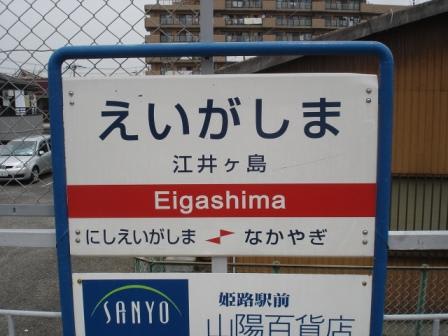 えいがしま
江井ヶ島
Eigashima
にしえいがしま なかやぎ
SANYO 姫路駅前
山陽百貨店